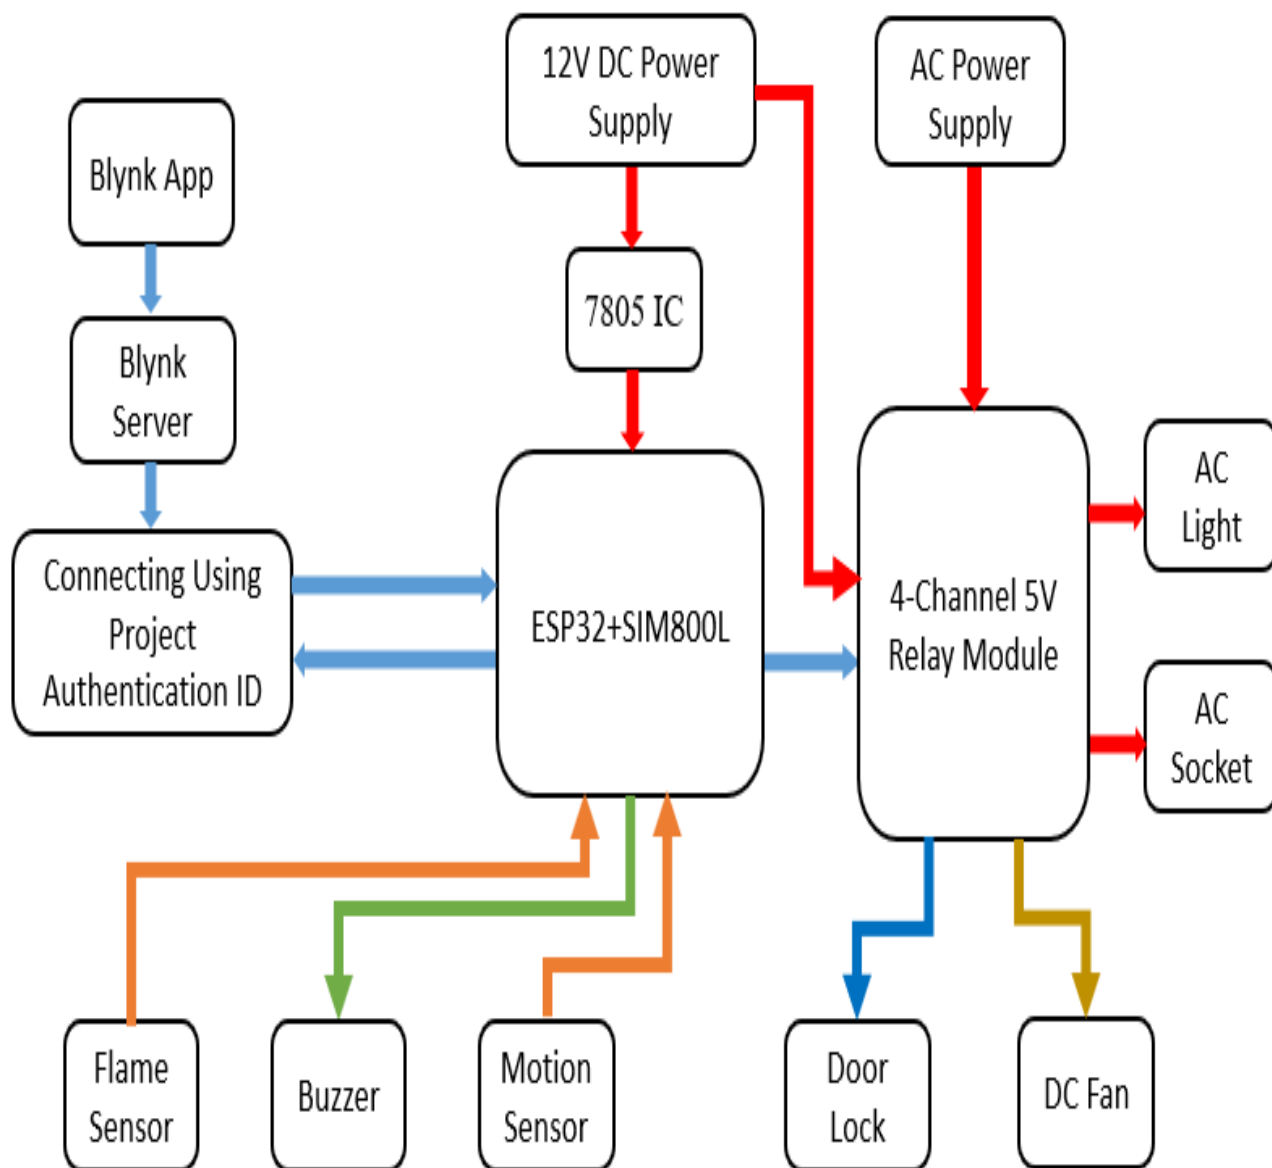 12V DC Power
Supply
AC Power
Supply
Blynk App
7805 IC
Blynk
Server
AC
Light
Connecting Using
Project
Authentication ID
ESP32+SIM800L
4-Channel 5V
Relay Module
AC
Socket
Flame
Sensor
Buzzer
Motion
Sensor
Door
Lock
DC Fan